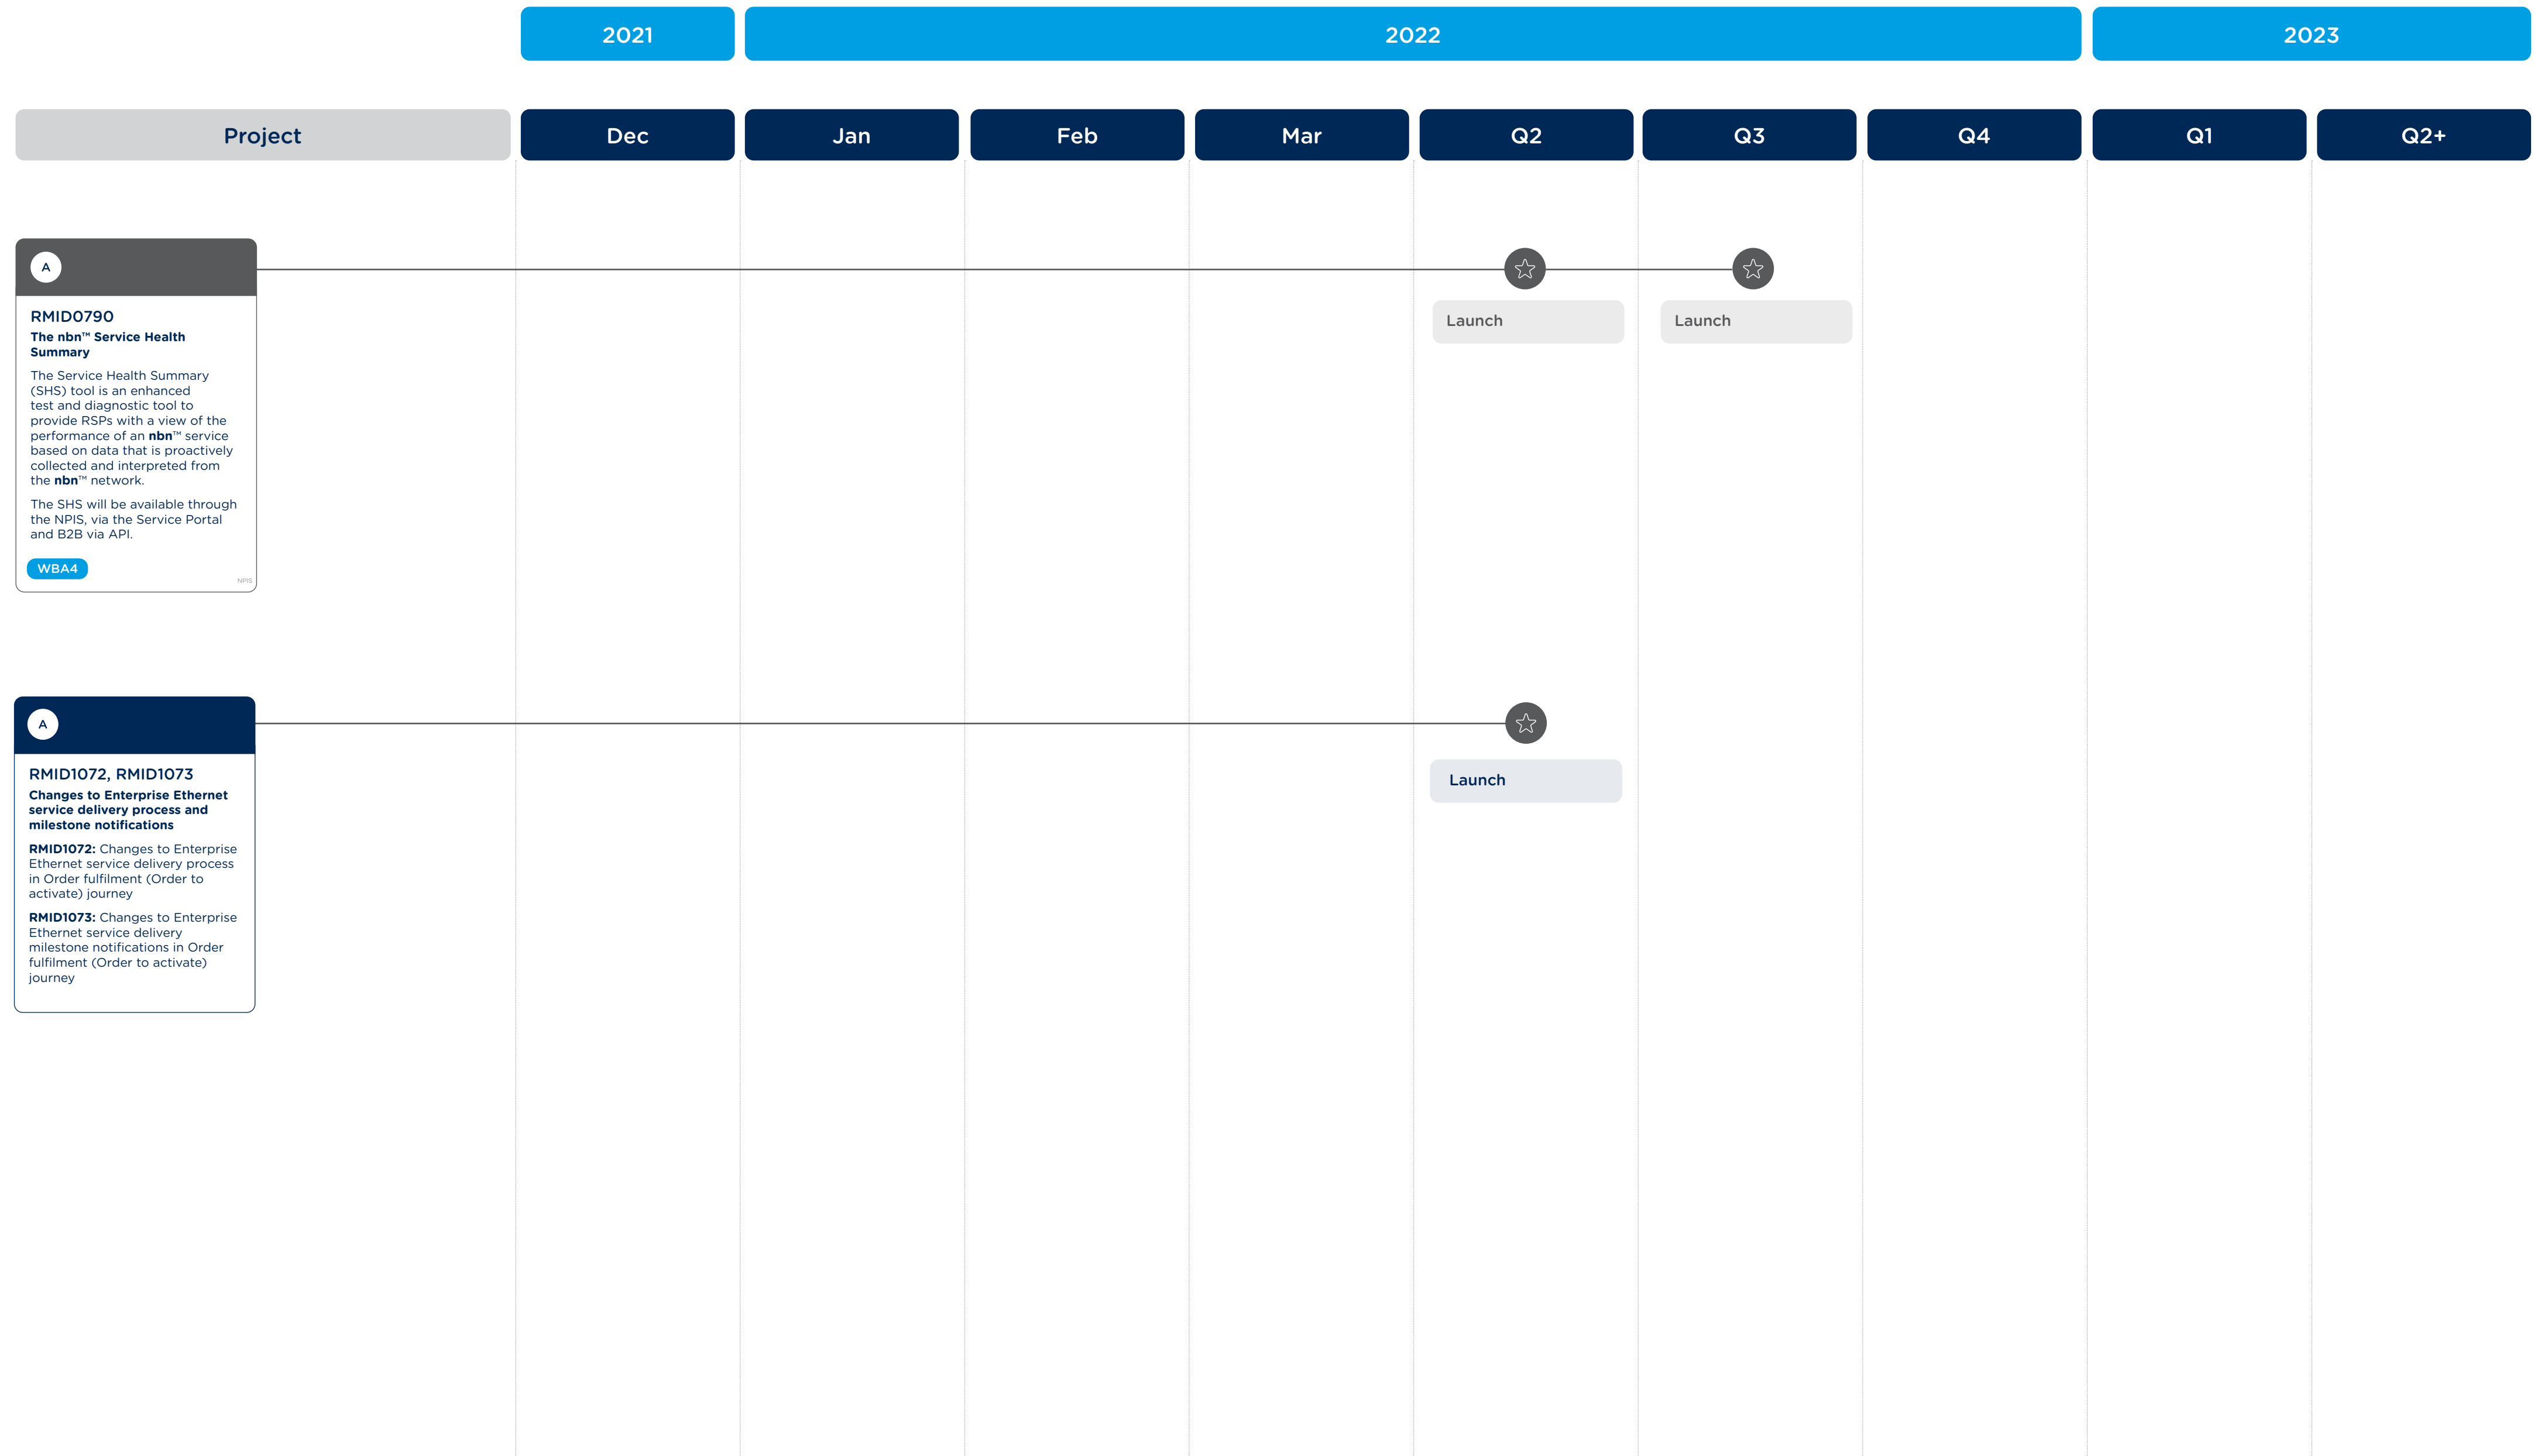 2021
2022
2023
Project
Dec
Jan
Feb
Mar
Q2
Q3
Q4
Q1
Q2+
A
RMID0790
The nbn™ Service Health
Summary
The Service Health Summary
(SHS) tool is an enhanced
test and diagnostic tool to
provide RSPs with a view of the
performance of an nbn™ service
based on data that is proactively
collected and interpreted from
the nbn™ network.
The SHS will be available through
the NPIS, via the Service Portal
and B2B via API.
WBA4
NPIS
Launch
Launch
A
RMID1072, RMID1073
Changes to Enterprise Ethernet
service delivery process and
milestone notifications
RMID1072: Changes to Enterprise
Ethernet service delivery process
in Order fulfilment (Order to
activate) journey
RMID1073: Changes to Enterprise
Ethernet service delivery
milestone notifications in Order
fulfilment (Order to activate)
journey
Launch